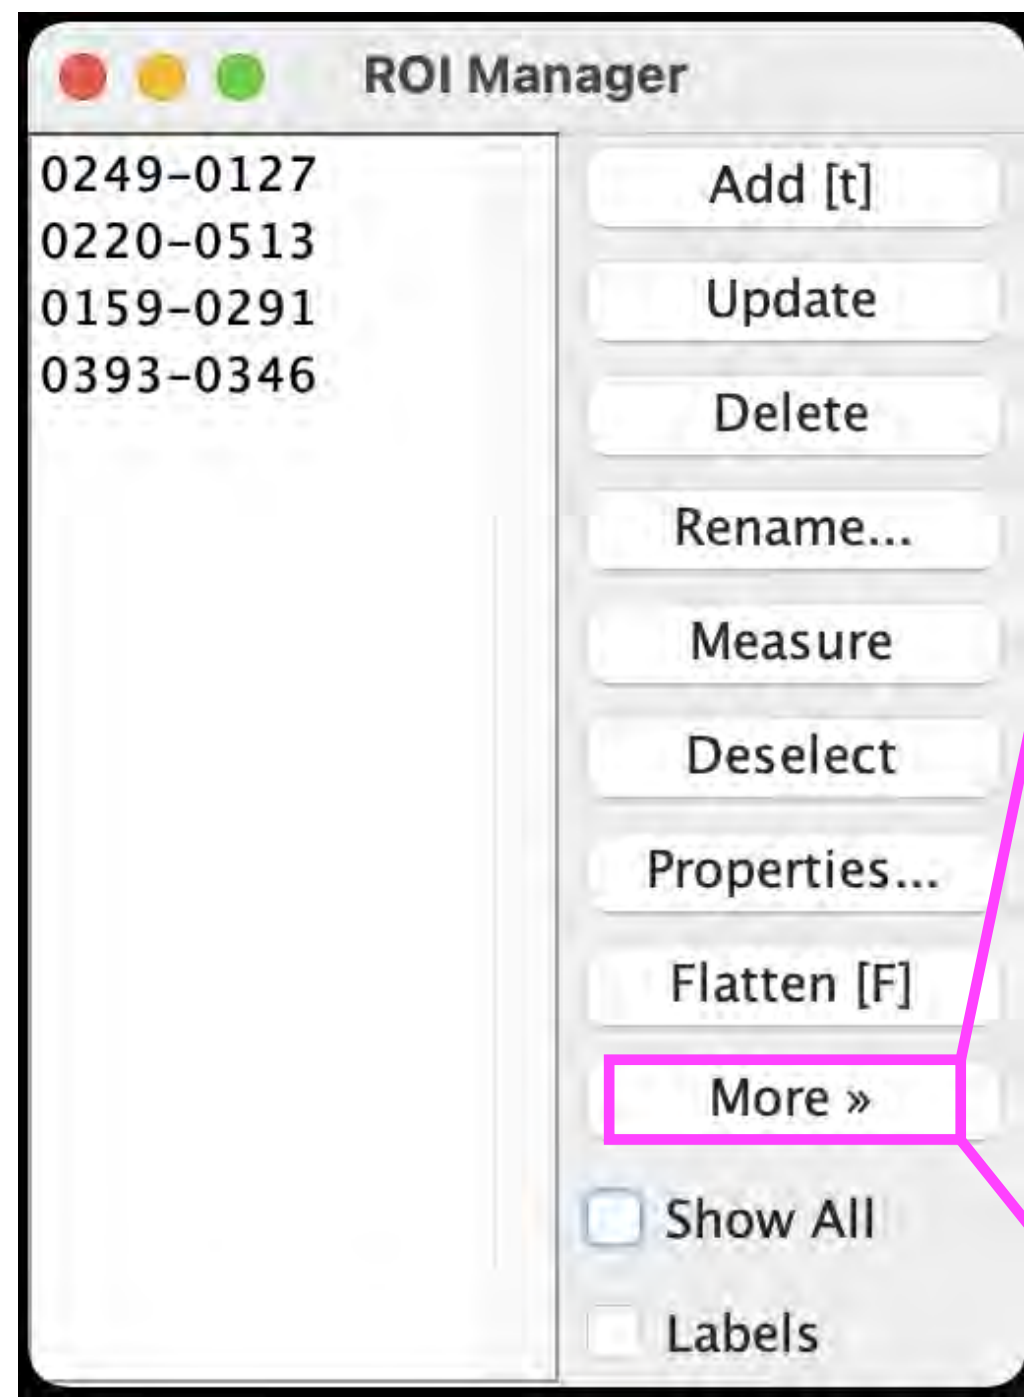 ROI Manager
0249-0127
0220-0513
0159-0291
0393-0346
Add [t]
Update
Delete
Rename...
Measure
Deselect
Properties...
Flatten [F]
More »
Show All
Labels